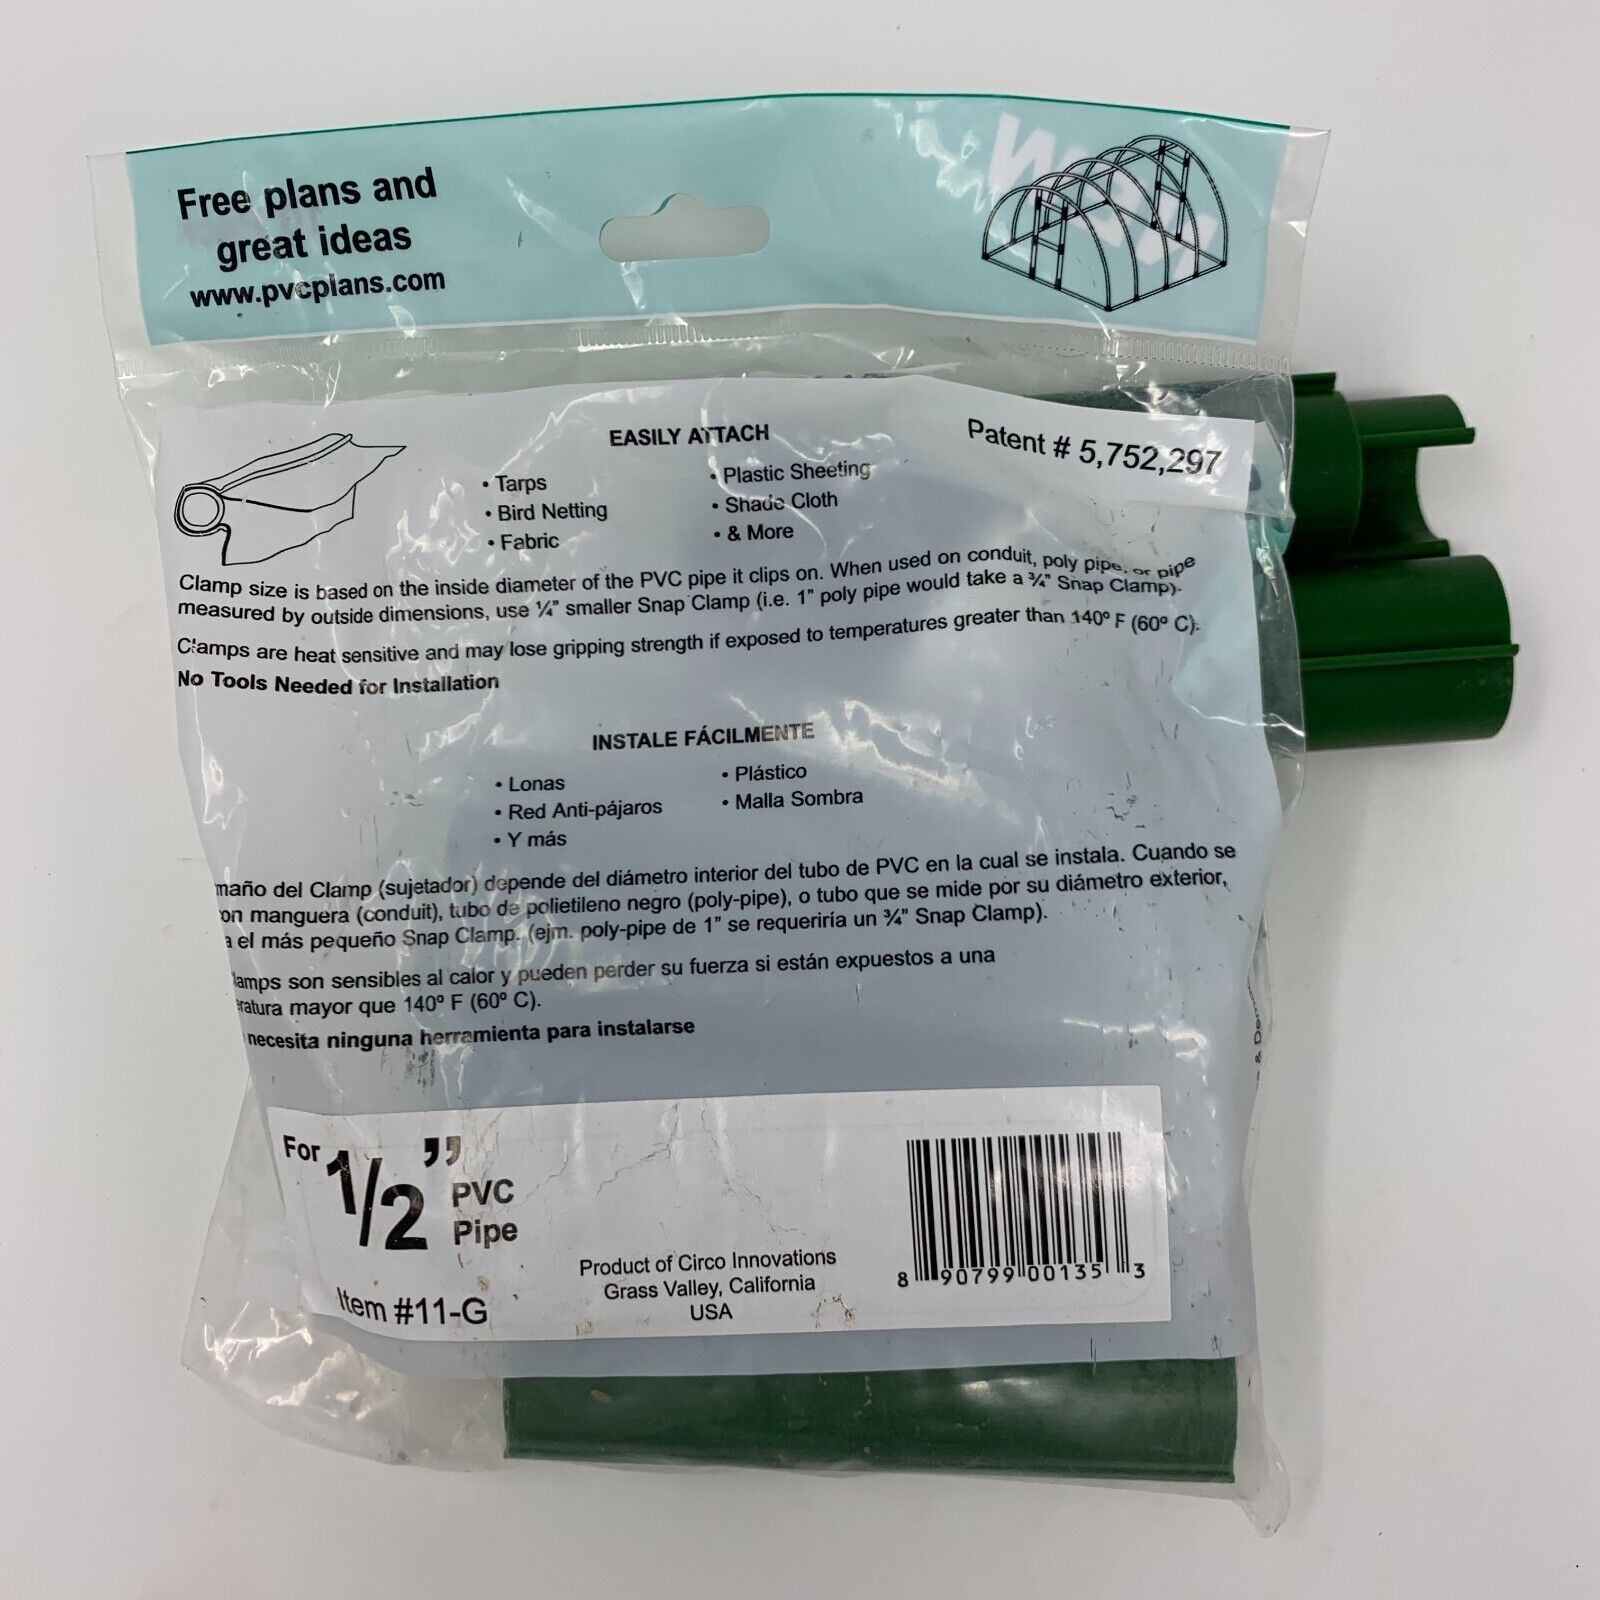 Free plans and
great ideas
www.pvcplans.com
Patent # 5,752,297
EASILY ATTACH
• Tarps
• Bird Netting
• Fabric
• Plastic Sheeting
• Shade Cloth
• & More
Clamp size is based on the inside diameter of the PVC pipe it clips on. When used on conduit, poly pipe, or pipe
measured by outside dimensions, use ¼” smaller Snap Clamp (i.e. 1” poly pipe would take a ¾” Snap Clamp).
Clamps are heat sensitive and may lose gripping strength if exposed to temperatures greater than 140º F (60º C).
No Tools Needed for Installation
INSTALE FÁCILMENTE
• Lonas
• Red Anti-pájaros
• Y más
• Plástico
• Malla Sombra
maño del Clamp (sujetador) depende del diámetro interior del tubo de PVC en la cual se instala. Cuando se
on manguera (conduit), tubo de polietileno negro (poly-pipe), o tubo que se mide por su diámetro exterior,
a el más pequeño Snap Clamp. (ejm. poly-pipe de 1” se requeriría un ¾” Snap Clamp).
lamps son sensibles al calor y pueden perder su fuerza si están expuestos a una
ratura mayor que 140º F (60º C).
necesita ninguna herramienta para instalarse
For 1/2” PVC Pipe
Item #11-G
Product of Circo Innovations
Grass Valley, California
USA
8 90799 00135 3